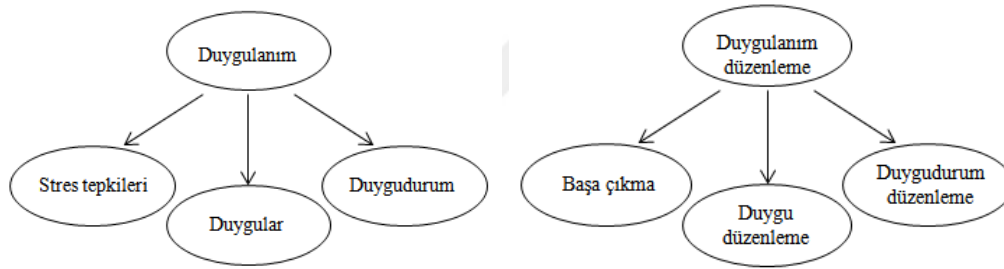 Duygulanım
Stres tepkileri
Duygular
Duygudurum
Duygulanım
düzenleme
Başa çıkma
Duygu
düzenleme
Duygudurum
düzenleme